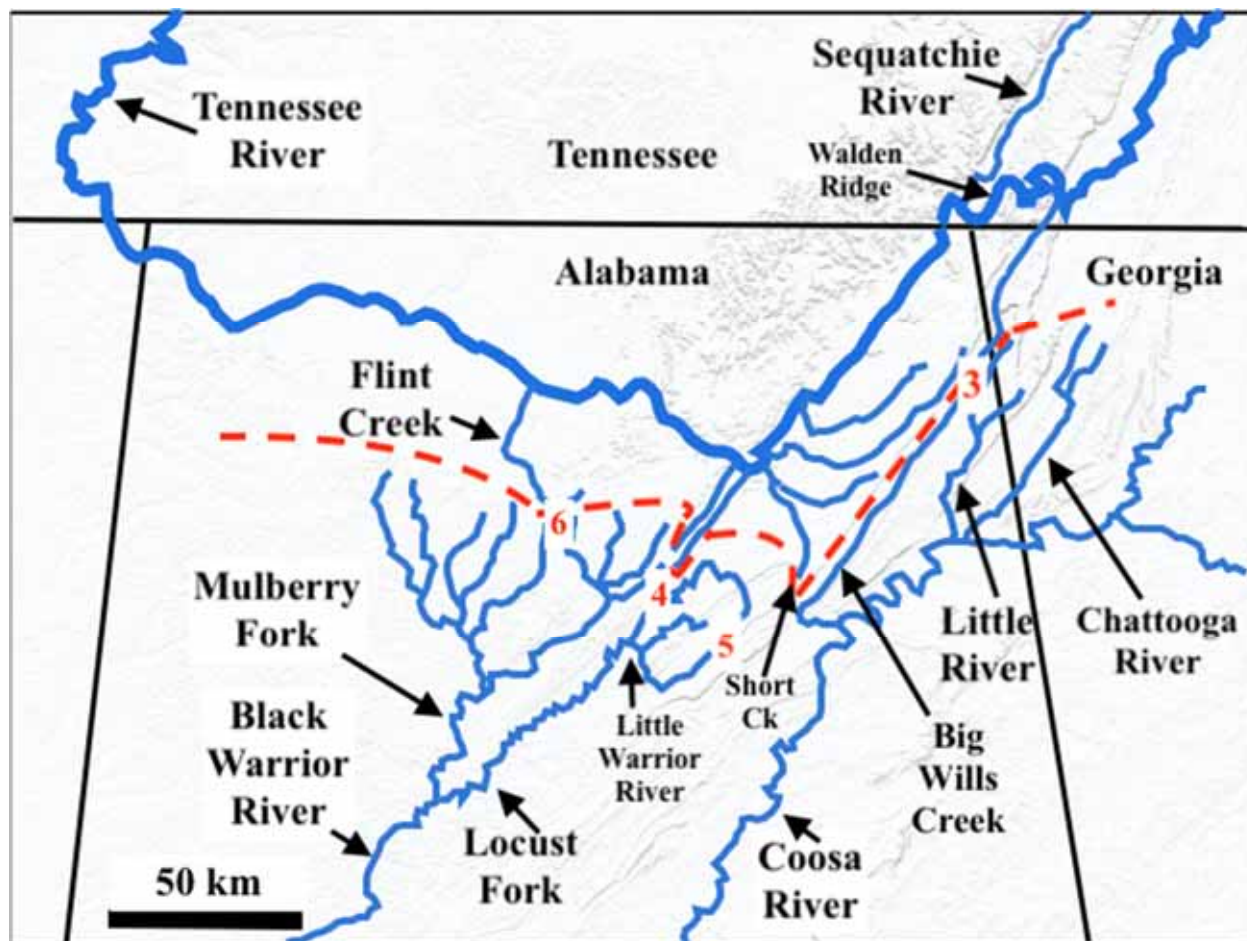 Sequatchie
River
Tennessee
River
Tennessee
Walden
Ridge
Alabama
Georgia
Flint
Creek
3
6
Mulberry
Fork
4
5
Little
River
Chattooga
River
Short
Ck
Black
Warrior
River
Little
Warrior
River
Big
Wills
Creek
Locust
Fork
Coosa
River
50 km